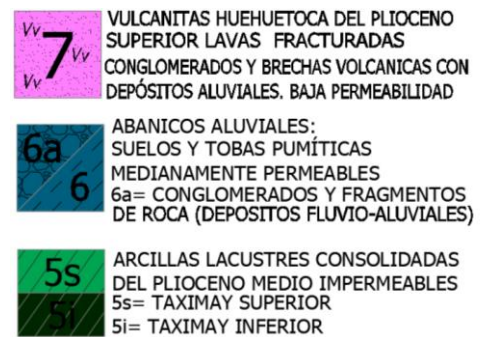 Vv
7 Vv
Vv
VULCANITAS HUEHUETOCA DEL PLIOCENO
SUPERIOR LAVAS FRACTURADAS
CONGLOMERADOS Y BRECHAS VOLCANICAS CON
DEPÓSITOS ALUVIALES. BAJA PERMEABILIDAD
6a
6
ABANICOS ALUVIALES:
SUELOS Y TOBAS PUMÍTICAS
MEDIANAMENTE PERMEABLES
6a= CONGLOMERADOS Y FRAGMENTOS
DE ROCA (DEPOSITOS FLUVIO-ALUVIALES)
5s
5i
ARCILLAS LACUSTRES CONSOLIDADAS
DEL PLIOCENO MEDIO IMPERMEABLES
5s= TAXIMAY SUPERIOR
5i= TAXIMAY INFERIOR